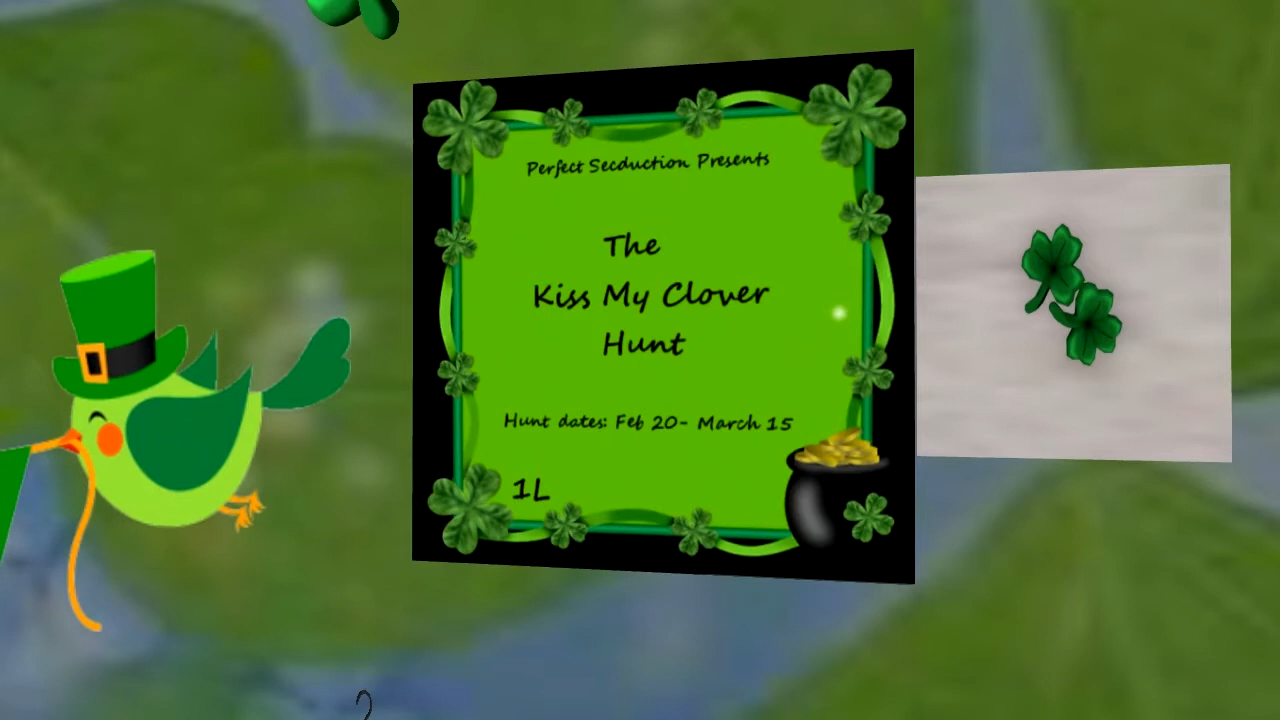 Perfect Secduction Presents
The
Kiss My Clover
Hunt
Hunt dates: Feb 20- March 15
1L